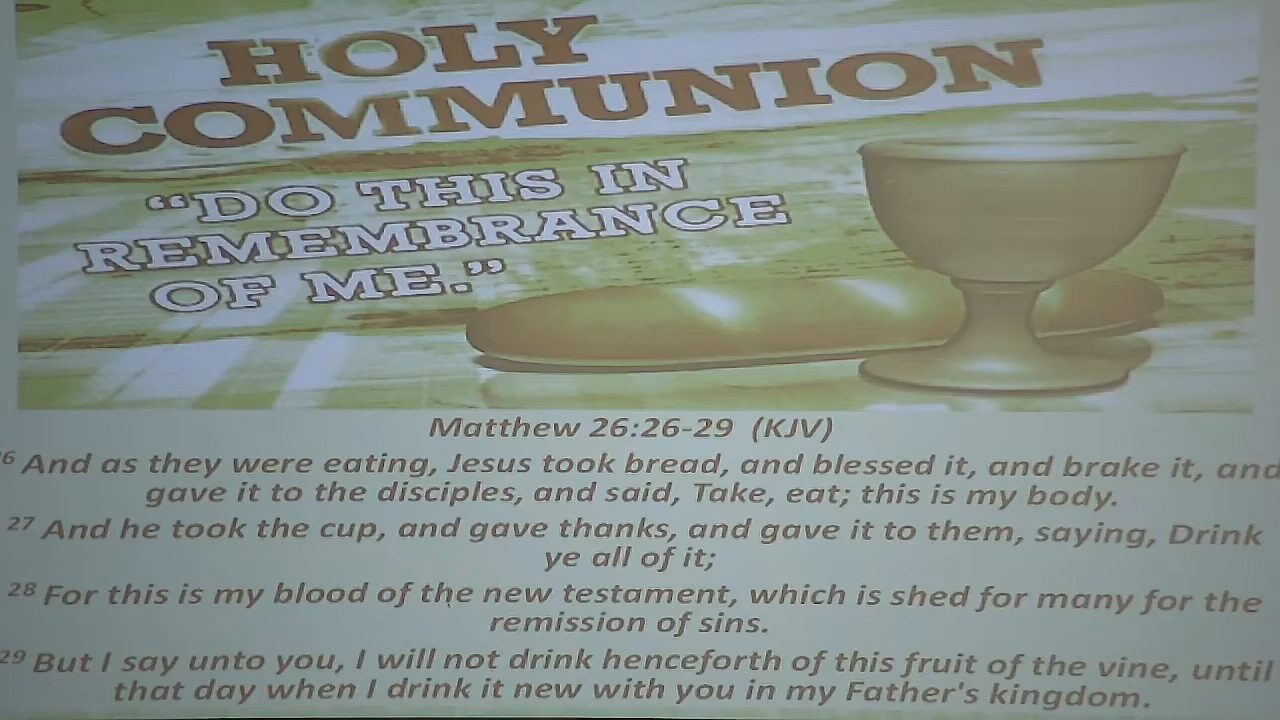 HOLY
COMMUNION
“DO THIS IN
REMEMBRANCE
OF ME.”
Matthew 26:26-29 (KJV)
26 And as they were eating, Jesus took bread, and blessed it, and brake it, and
gave it to the disciples, and said, Take, eat; this is my body.
27 And he took the cup, and gave thanks, and gave it to them, saying, Drink
ye all of it;
28 For this is my blood of the new testament, which is shed for many for the
remission of sins.
29 But I say unto you, I will not drink henceforth of this fruit of the vine, until
that day when I drink it new with you in my Father's kingdom.